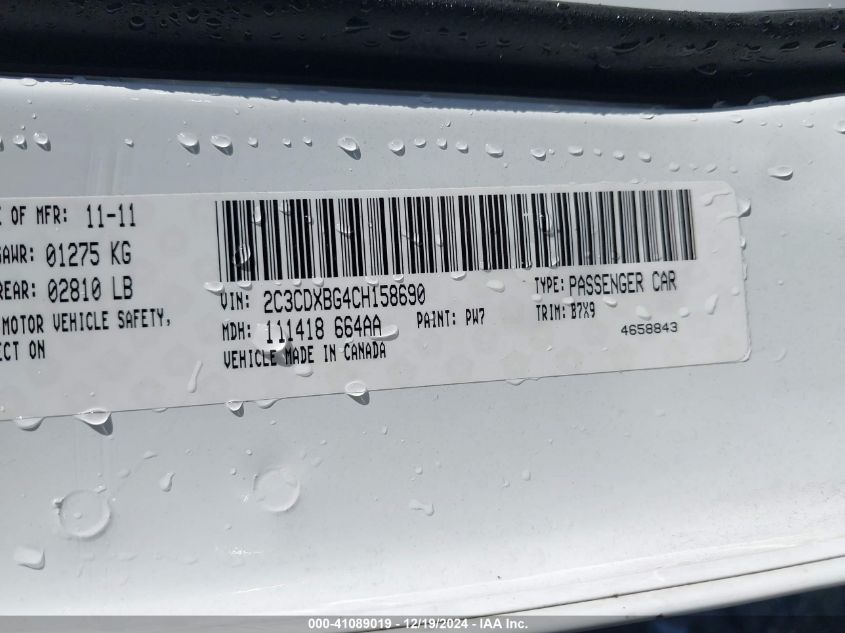 OF MFR: 11-11
GAWR: 01275 KG
REAR: 02810 LB
MOTOR VEHICLE SAFETY,
ECT ON
VIN: 2C3CDXBG4CH158690
TYPE: PASSENGER CAR
MDH: 111418 664AA
PAINT: PW7
TRIM: B7X9
VEHICLE MADE IN CANADA
4658843
000-41089019 - 12/19/2024 - IAA Inc.